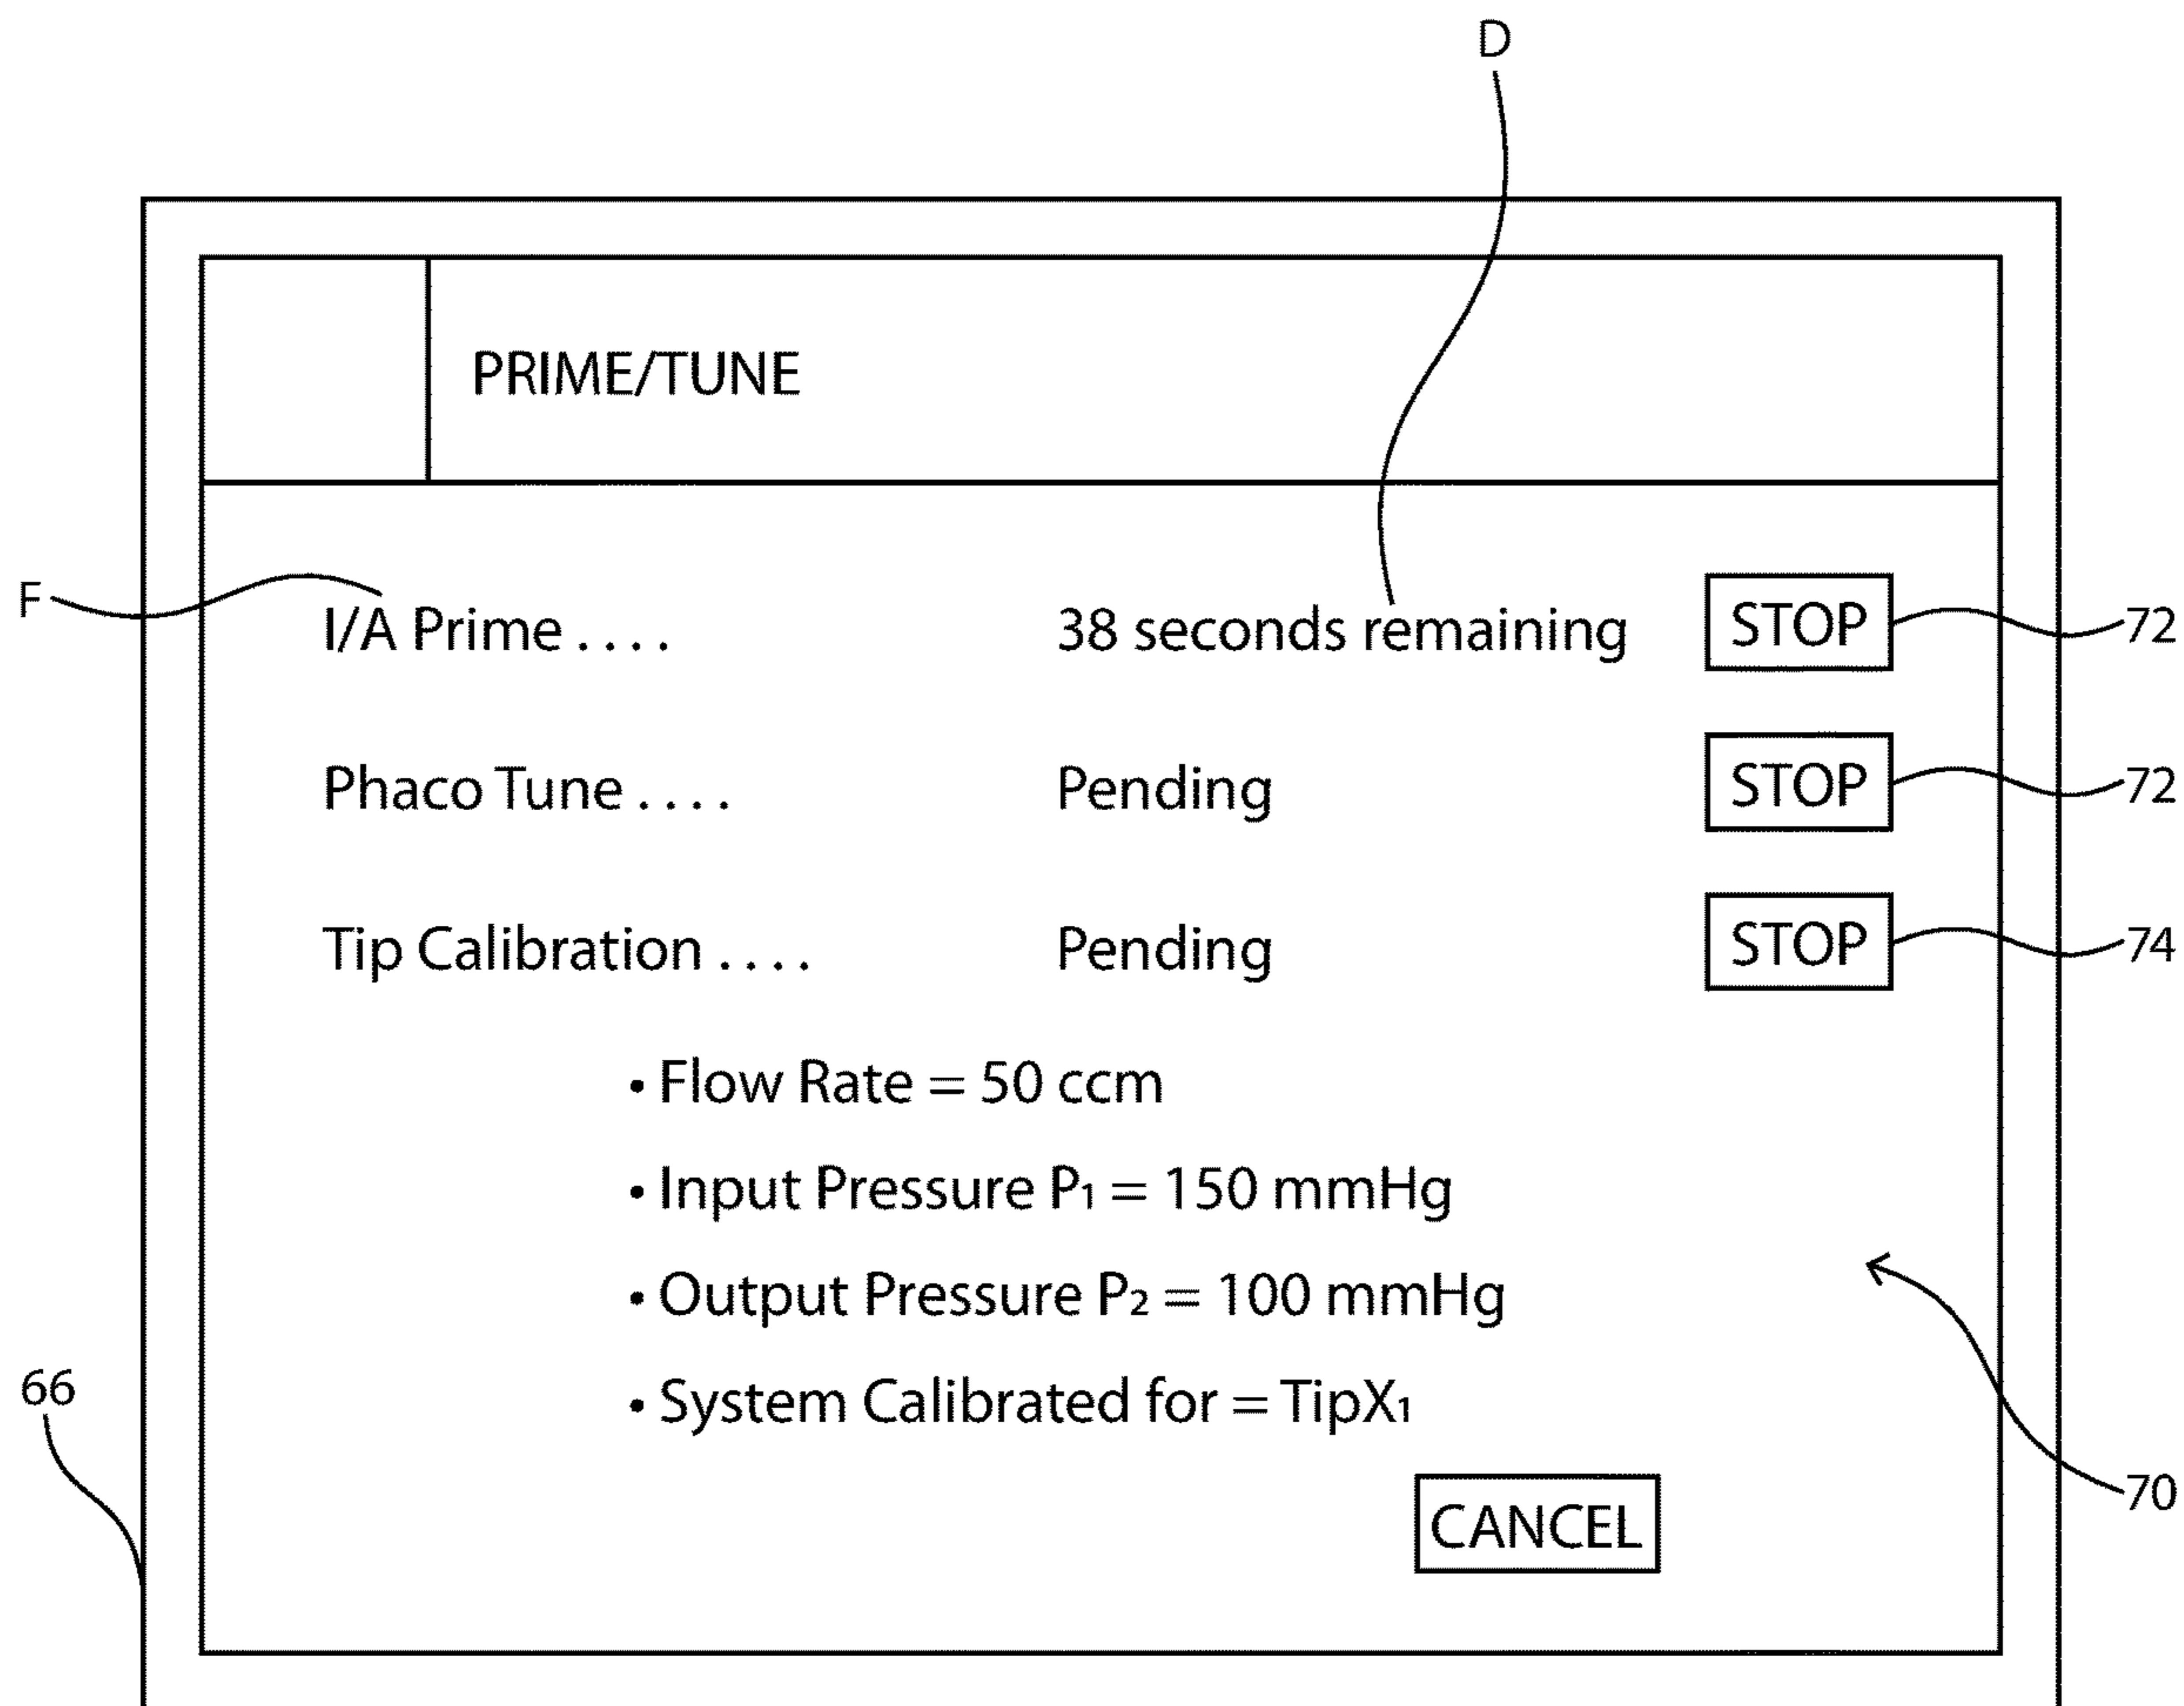 D
PRIME/TUNE
F
I/A Prime . . . . 38 seconds remaining STOP 72
Phaco Tune . . . . Pending STOP 72
Tip Calibration . . . . Pending STOP 74
• Flow Rate = 50 ccm
• Input Pressure P₁ = 150 mmHg
• Output Pressure P₂ = 100 mmHg
66
• System Calibrated for = TipX₁
70
CANCEL